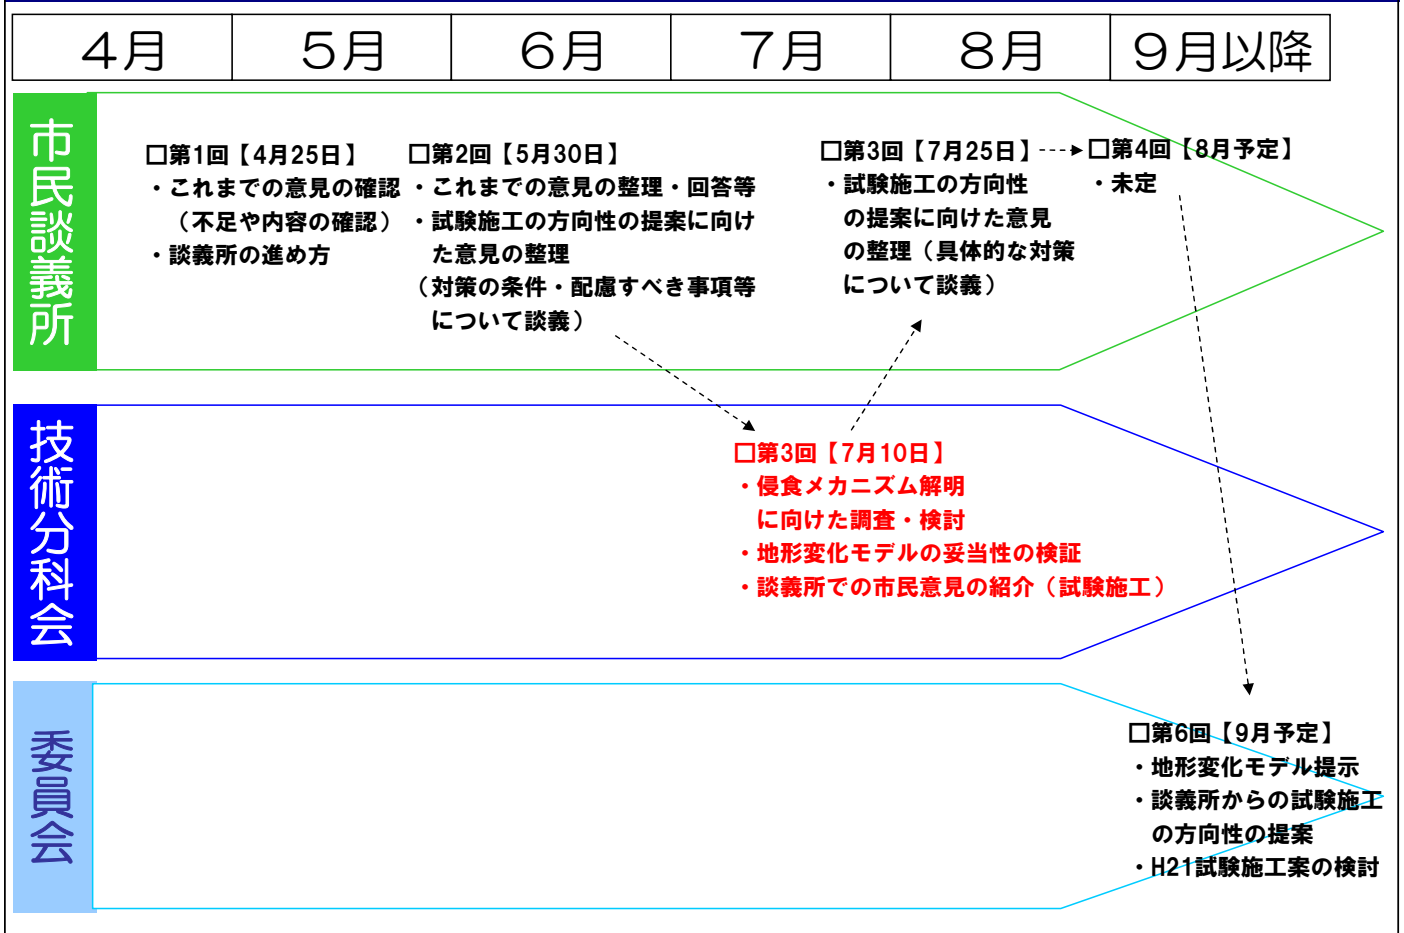 4月
5月
6月
7月
8月
9月以降
市民談義所
□第1回【4月25日】
・これまでの意見の確認
（不足や内容の確認）
・談義所の進め方
□第2回【5月30日】
・これまでの意見の整理・回答等
・試験施工の方向性の提案に向け
た意見の整理
（対策の条件・配慮すべき事項等
について談義）
□第3回【7月25日】
・試験施工の方向性
の提案に向けた意見
の整理（具体的な対策
について談義）
□第4回【8月予定】
・未定
技術分科会
□第3回【7月10日】
・侵食メカニズム解明
に向けた調査・検討
・地形変化モデルの妥当性の検証
・談義所での市民意見の紹介（試験施工）
委員会
□第6回【9月予定】
・地形変化モデル提示
・談義所からの試験施工
の方向性の提案
・H21試験施工案の検討